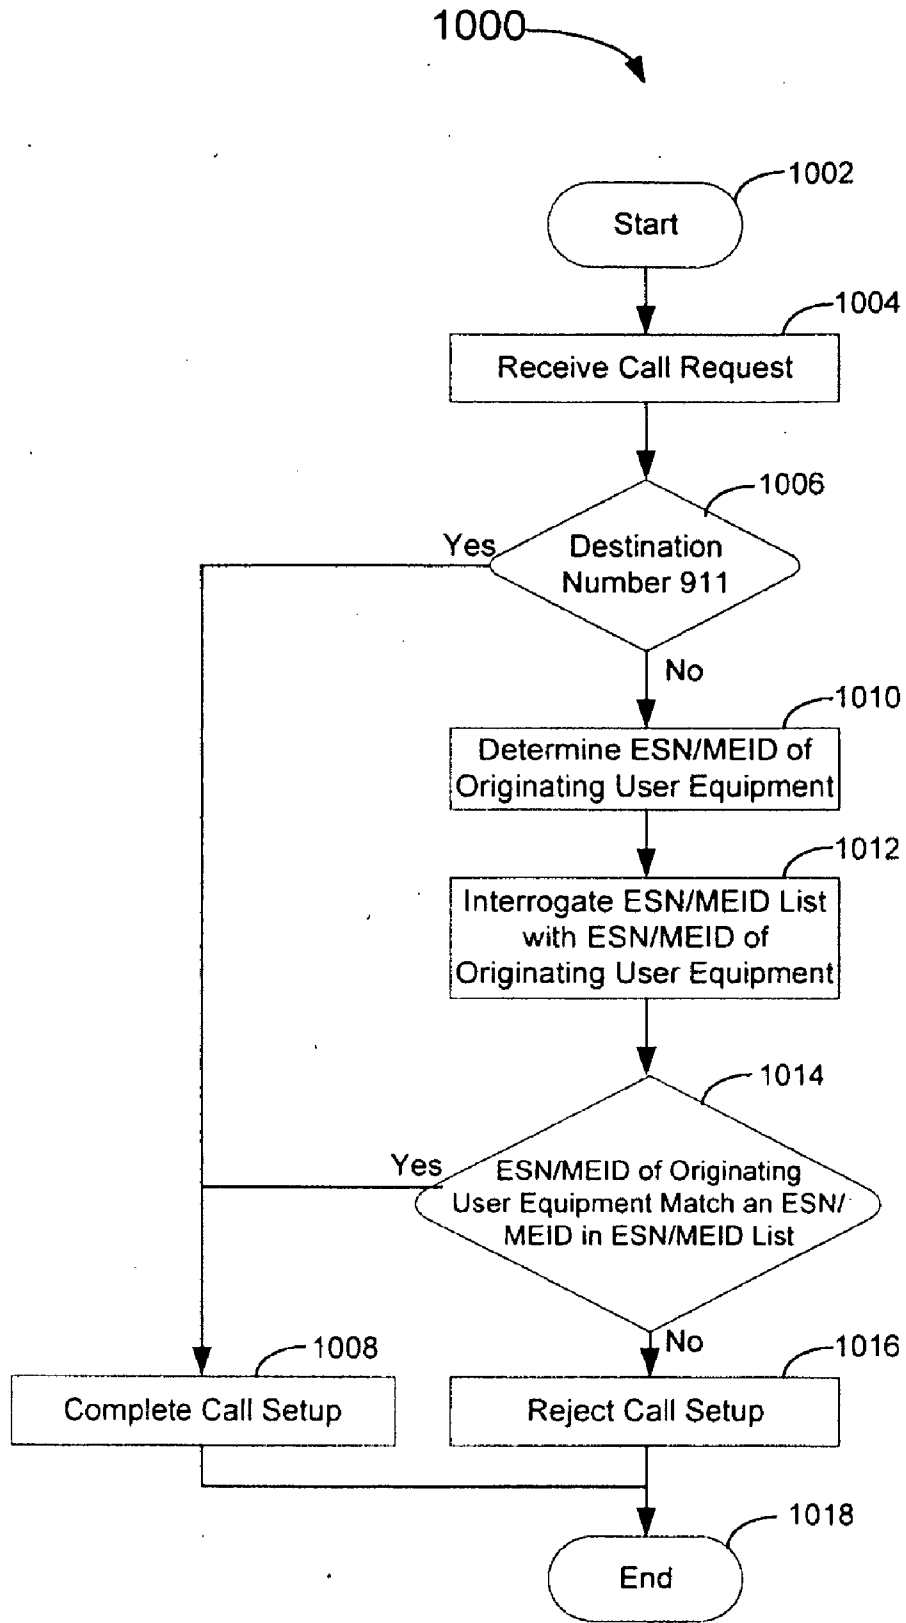 1000
1002
Start
1004
Receive Call Request
1006
Yes
Destination
Number 911
No
1010
Determine ESN/MEID of
Originating User Equipment
1012
Interrogate ESN/MEID List
with ESN/MEID of
Originating User Equipment
1014
Yes
ESN/MEID of Originating
User Equipment Match an ESN/
MEID in ESN/MEID List
No
1008
Complete Call Setup
1016
Reject Call Setup
1018
End